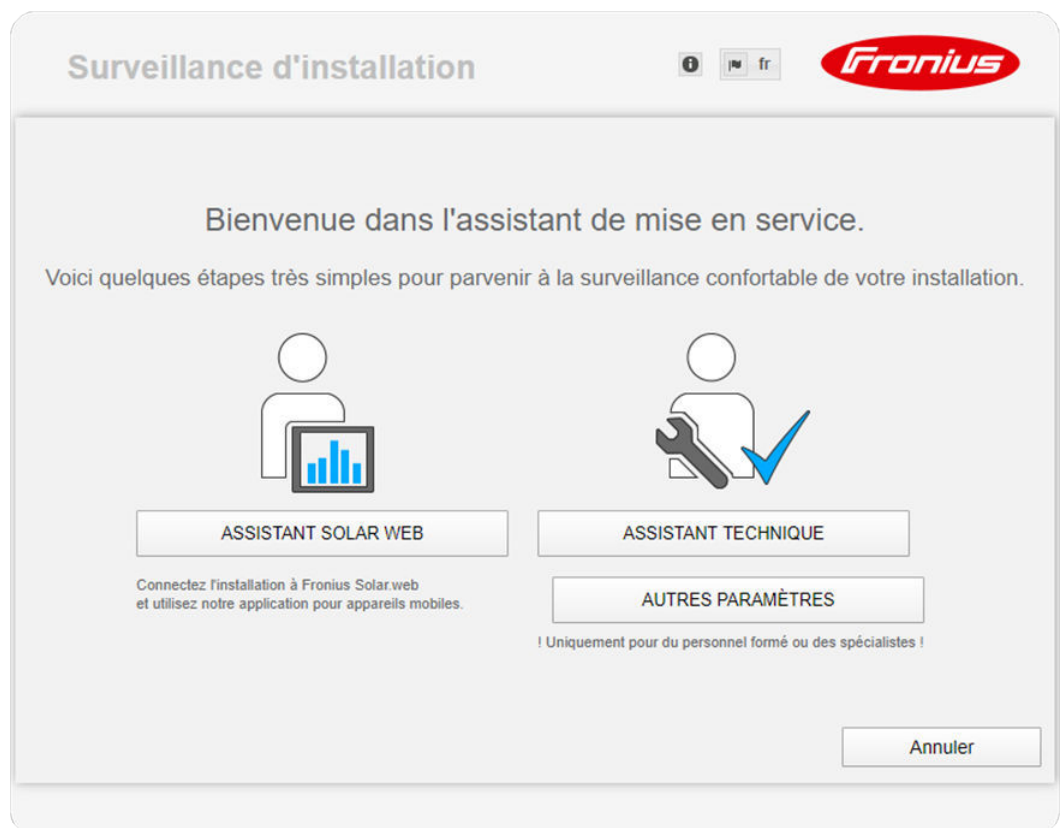 Surveillance d'installation
fr
Fronius
Bienvenue dans l'assistant de mise en service.
Voici quelques étapes très simples pour parvenir à la surveillance confortable de votre installation.
ASSISTANT SOLAR WEB
ASSISTANT TECHNIQUE
Connectez l'installation à Fronius Solar.web
et utilisez notre application pour appareils mobiles.
AUTRES PARAMÈTRES
! Uniquement pour du personnel formé ou des spécialistes !
Annuler